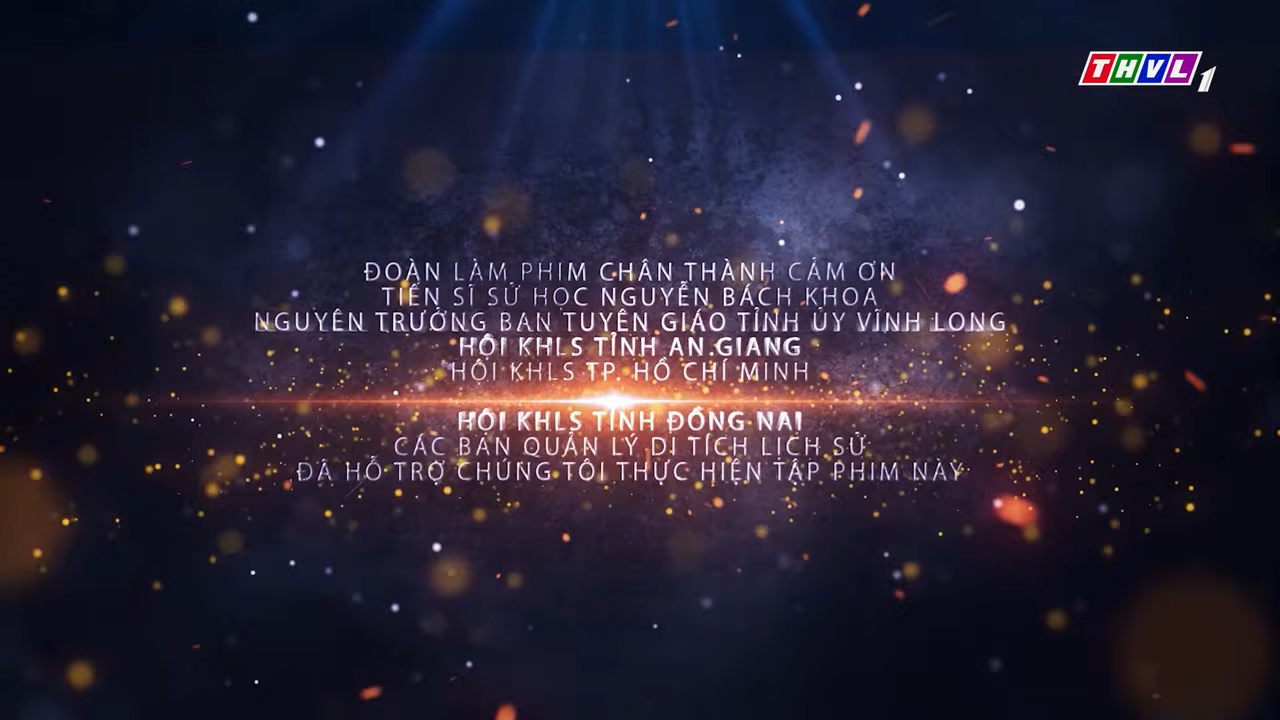 THVL1
ĐOÀN LÀM PHIM CHÂN THÀNH CẢM ƠN
TIẾN SĨ SỬ HỌC NGUYỄN BÁCH KHOA
NGUYÊN TRƯỞNG BAN TUYÊN GIÁO TỈNH ỦY VĨNH LONG
HỘI KHLS TỈNH AN GIANG
HỘI KHLS TP. HỒ CHÍ MINH
HỘI KHLS TỈNH ĐỒNG NAI
CÁC BAN QUẢN LÝ DI TÍCH LỊCH SỬ
ĐÃ HỖ TRỢ CHÚNG TÔI THỰC HIỆN TẬP PHIM NÀY